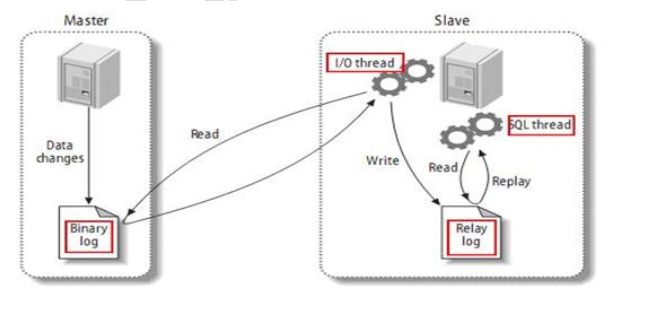 Master
Slave
I/O thread
SQL thread
Data
changes
Read
Write
Read
Replay
Binary
log
Relay
log